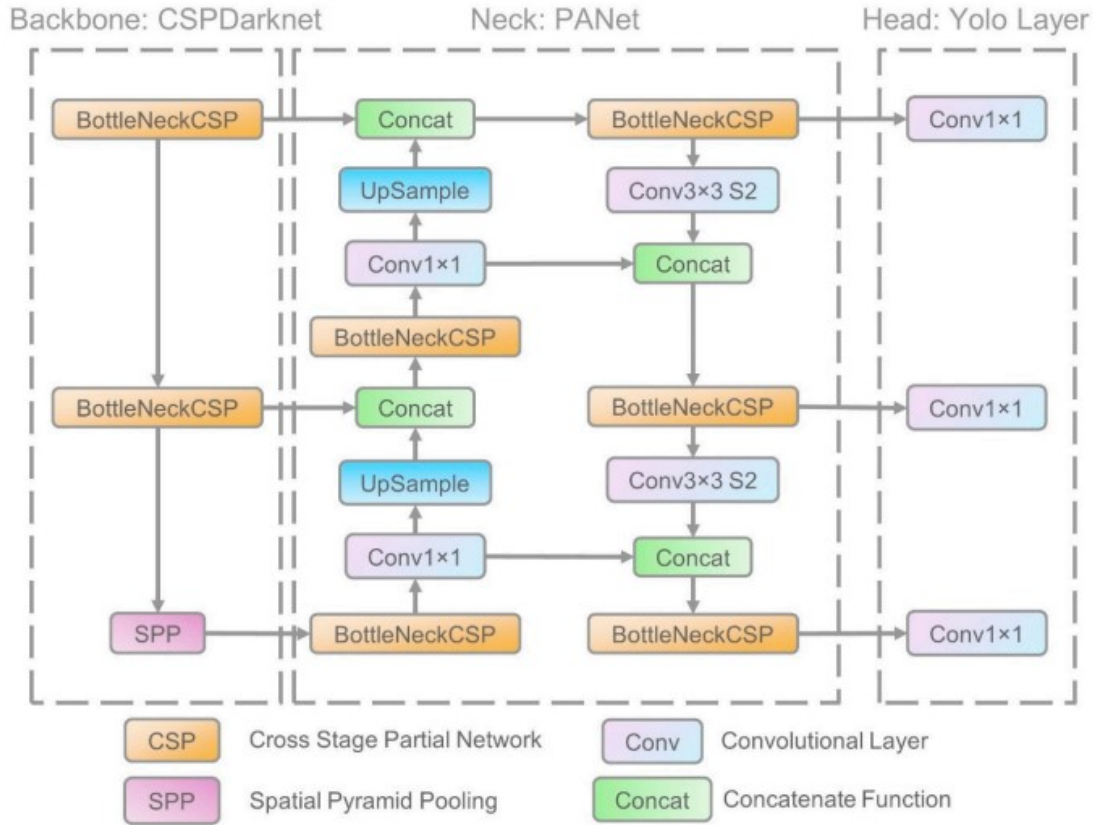 Backbone: CSPDarknet Neck: PANet Head: Yolo Layer
BottleNeckCSP Concat BottleNeckCSP Conv1×1
UpSample Conv3×3 S2
Conv1×1 Concat
BottleNeckCSP
BottleNeckCSP Concat BottleNeckCSP Conv1×1
UpSample Conv3×3 S2
Conv1×1 Concat
SPP BottleNeckCSP BottleNeckCSP Conv1×1
CSP Cross Stage Partial Network Conv Convolutional Layer
SPP Spatial Pyramid Pooling Concat Concatenate Function